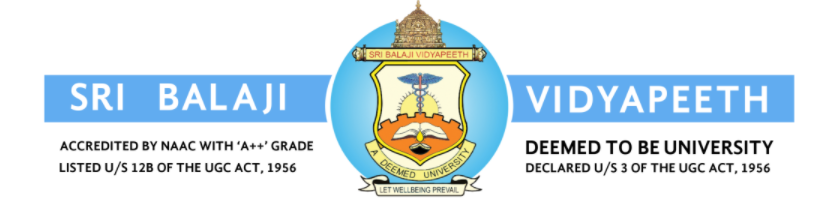 SRI BALAJI VIDYAPEETH
SRI BALAJI
VIDYAPEETH
ACCREDITED BY NAAC WITH ‘A++’ GRADE
LISTED U/S 12B OF THE UGC ACT, 1956
DEEMED TO BE UNIVERSITY
DECLARED U/S 3 OF THE UGC ACT, 1956
A DEEMED UNIVERSITY
LET WELLBEING PREVAIL